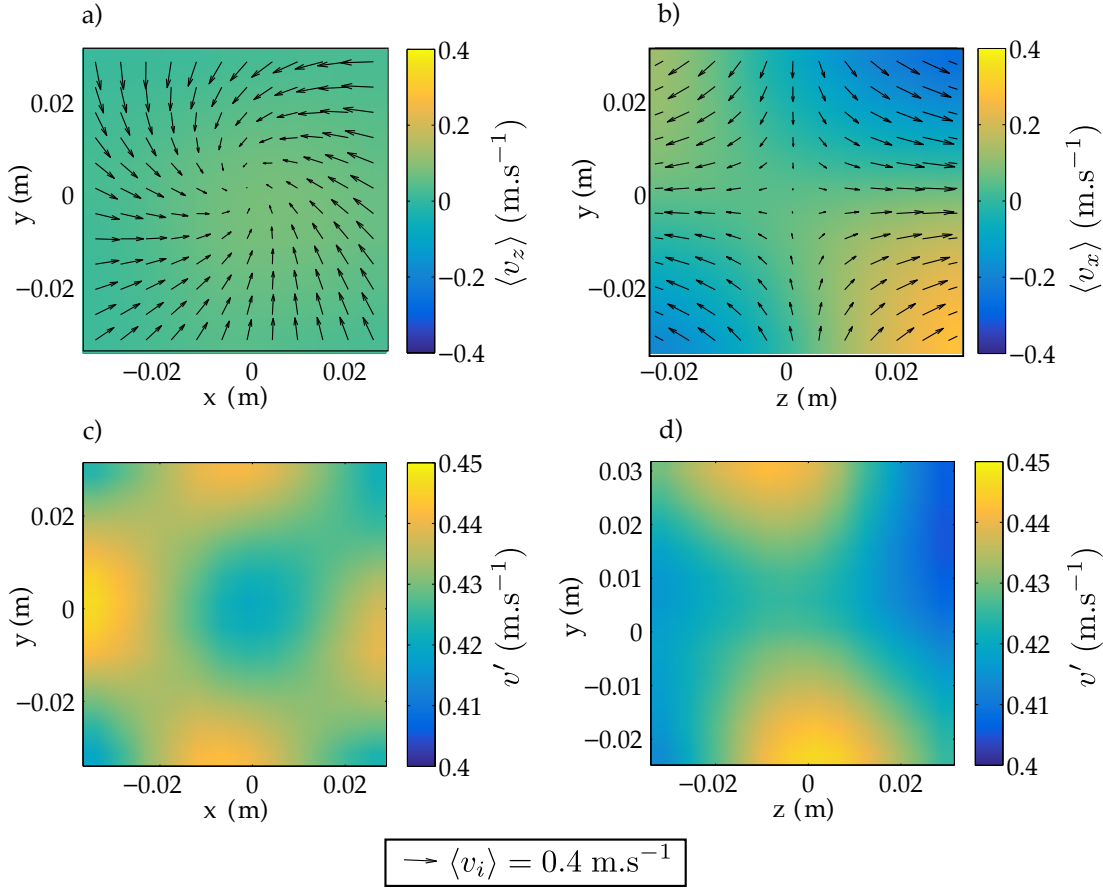 a)
0.02
0
−0.02
y (m)
−0.02
0
0.02
x (m)
0.4
0.2
0
−0.2
−0.4
⟨v_z⟩ (m.s⁻¹)
b)
0.02
0
−0.02
y (m)
−0.02
0
0.02
z (m)
0.4
0.2
0
−0.2
−0.4
⟨v_x⟩ (m.s⁻¹)
c)
0.02
0
−0.02
y (m)
−0.02
0
0.02
x (m)
0.45
0.44
0.43
0.42
0.41
0.4
v′ (m.s⁻¹)
d)
0.03
0.02
0.01
0
−0.01
−0.02
y (m)
−0.02
0
0.02
z (m)
0.45
0.44
0.43
0.42
0.41
0.4
v′ (m.s⁻¹)
⟨v_i⟩ = 0.4 m.s⁻¹